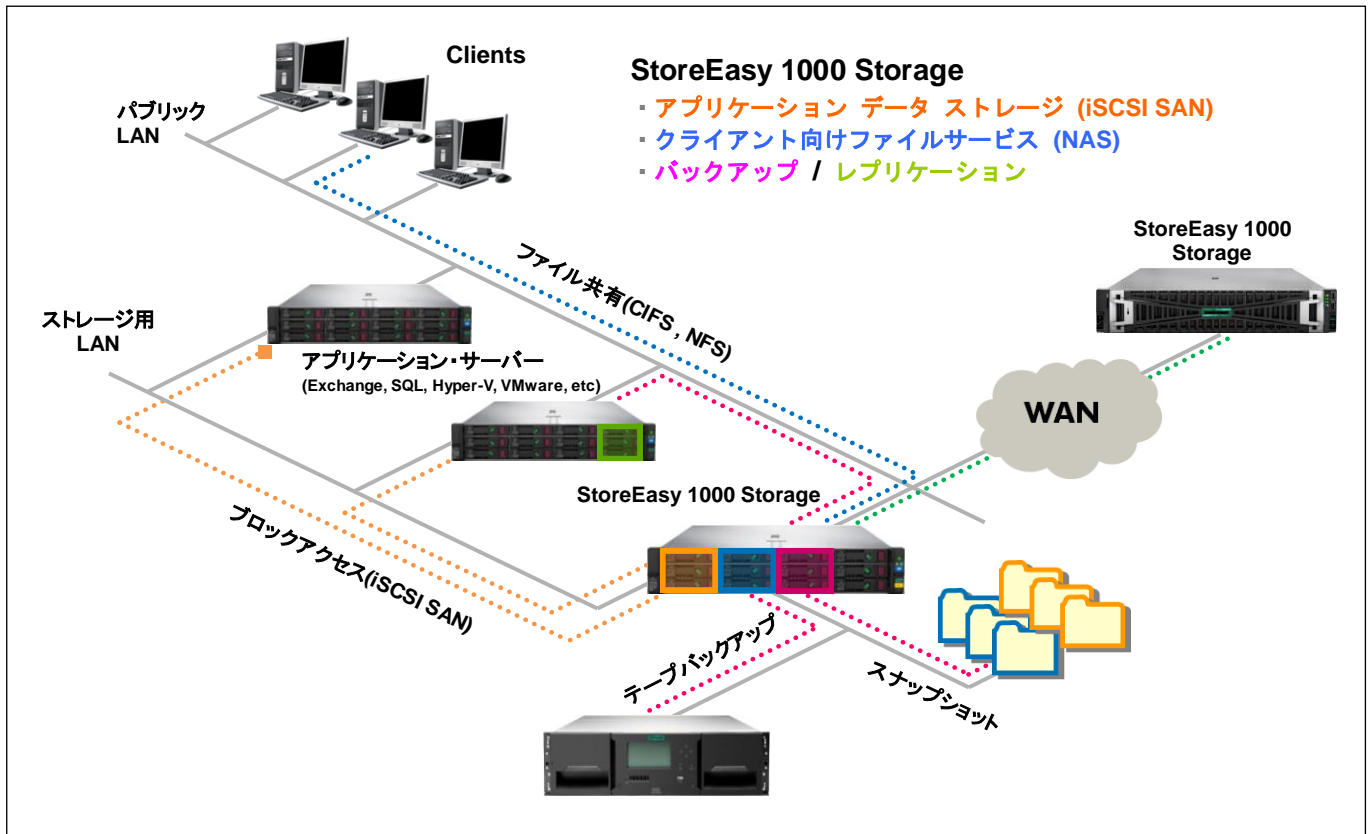 Clients
StoreEasy 1000 Storage
▪ アプリケーション データ ストレージ (iSCSI SAN)
▪ クライアント向けファイルサービス (NAS)
▪ バックアップ / レプリケーション
パブリック
LAN
StoreEasy 1000
Storage
ファイル共有(CIFS , NFS)
ストレージ用
LAN
アプリケーション・サーバー
(Exchange, SQL, Hyper-V, VMware, etc)
WAN
StoreEasy 1000 Storage
ブロックアクセス(iSCSI SAN)
テープバックアップ
スナップショット